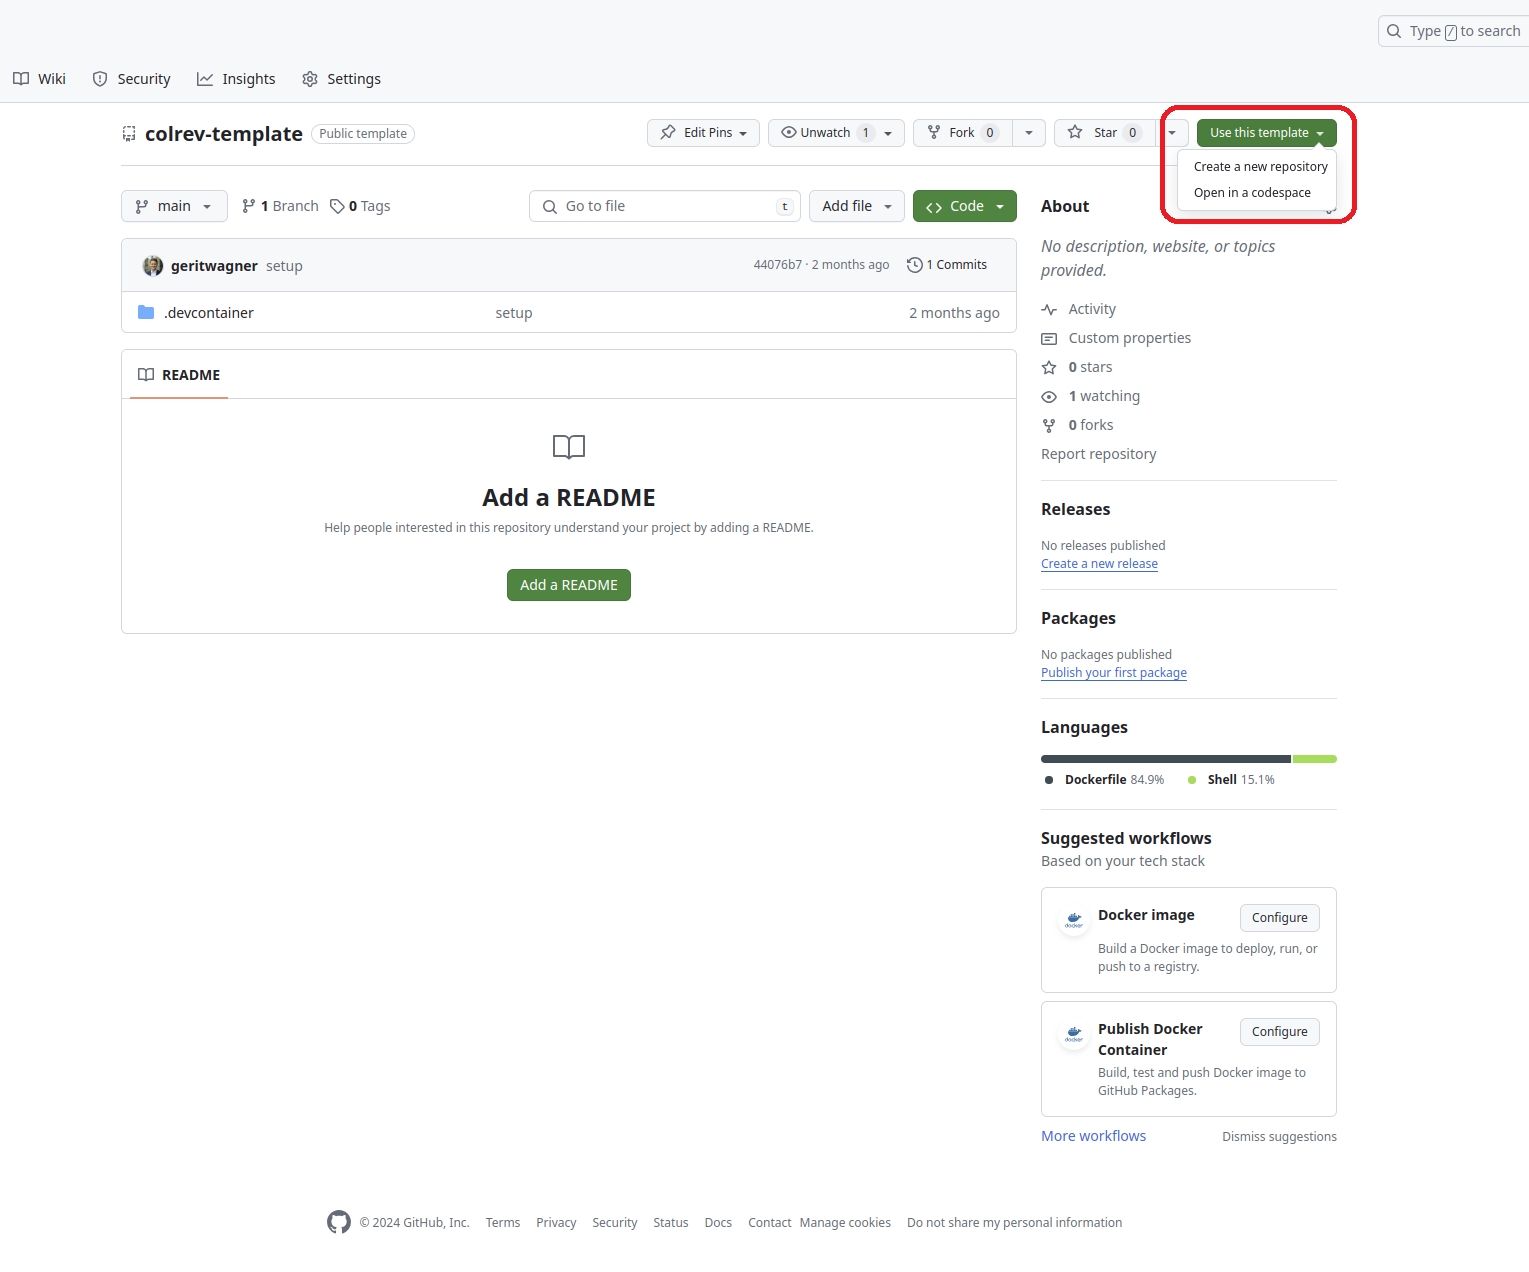 Type / to search
Wiki Security Insights Settings
colrev-template Public template Edit Pins Unwatch 1 Fork 0 Star 0 Use this template
Create a new repository
Open in a codespace
main 1 Branch 0 Tags Go to file t Add file Code
geritwagner setup 44076b7 · 2 months ago 1 Commits
.devcontainer setup 2 months ago
README
Add a README
Help people interested in this repository understand your project by adding a README.
Add a README
About
No description, website, or topics
provided.
Activity
Custom properties
0 stars
1 watching
0 forks
Report repository
Releases
No releases published
Create a new release
Packages
No packages published
Publish your first package
Languages
Dockerfile 84.9% Shell 15.1%
Suggested workflows
Based on your tech stack
docker Docker image Configure
Build a Docker image to deploy, run, or
push to a registry.
docker Publish Docker Configure
Container
Build, test and push Docker image to
GitHub Packages.
More workflows Dismiss suggestions
© 2024 GitHub, Inc. Terms Privacy Security Status Docs Contact Manage cookies Do not share my personal information